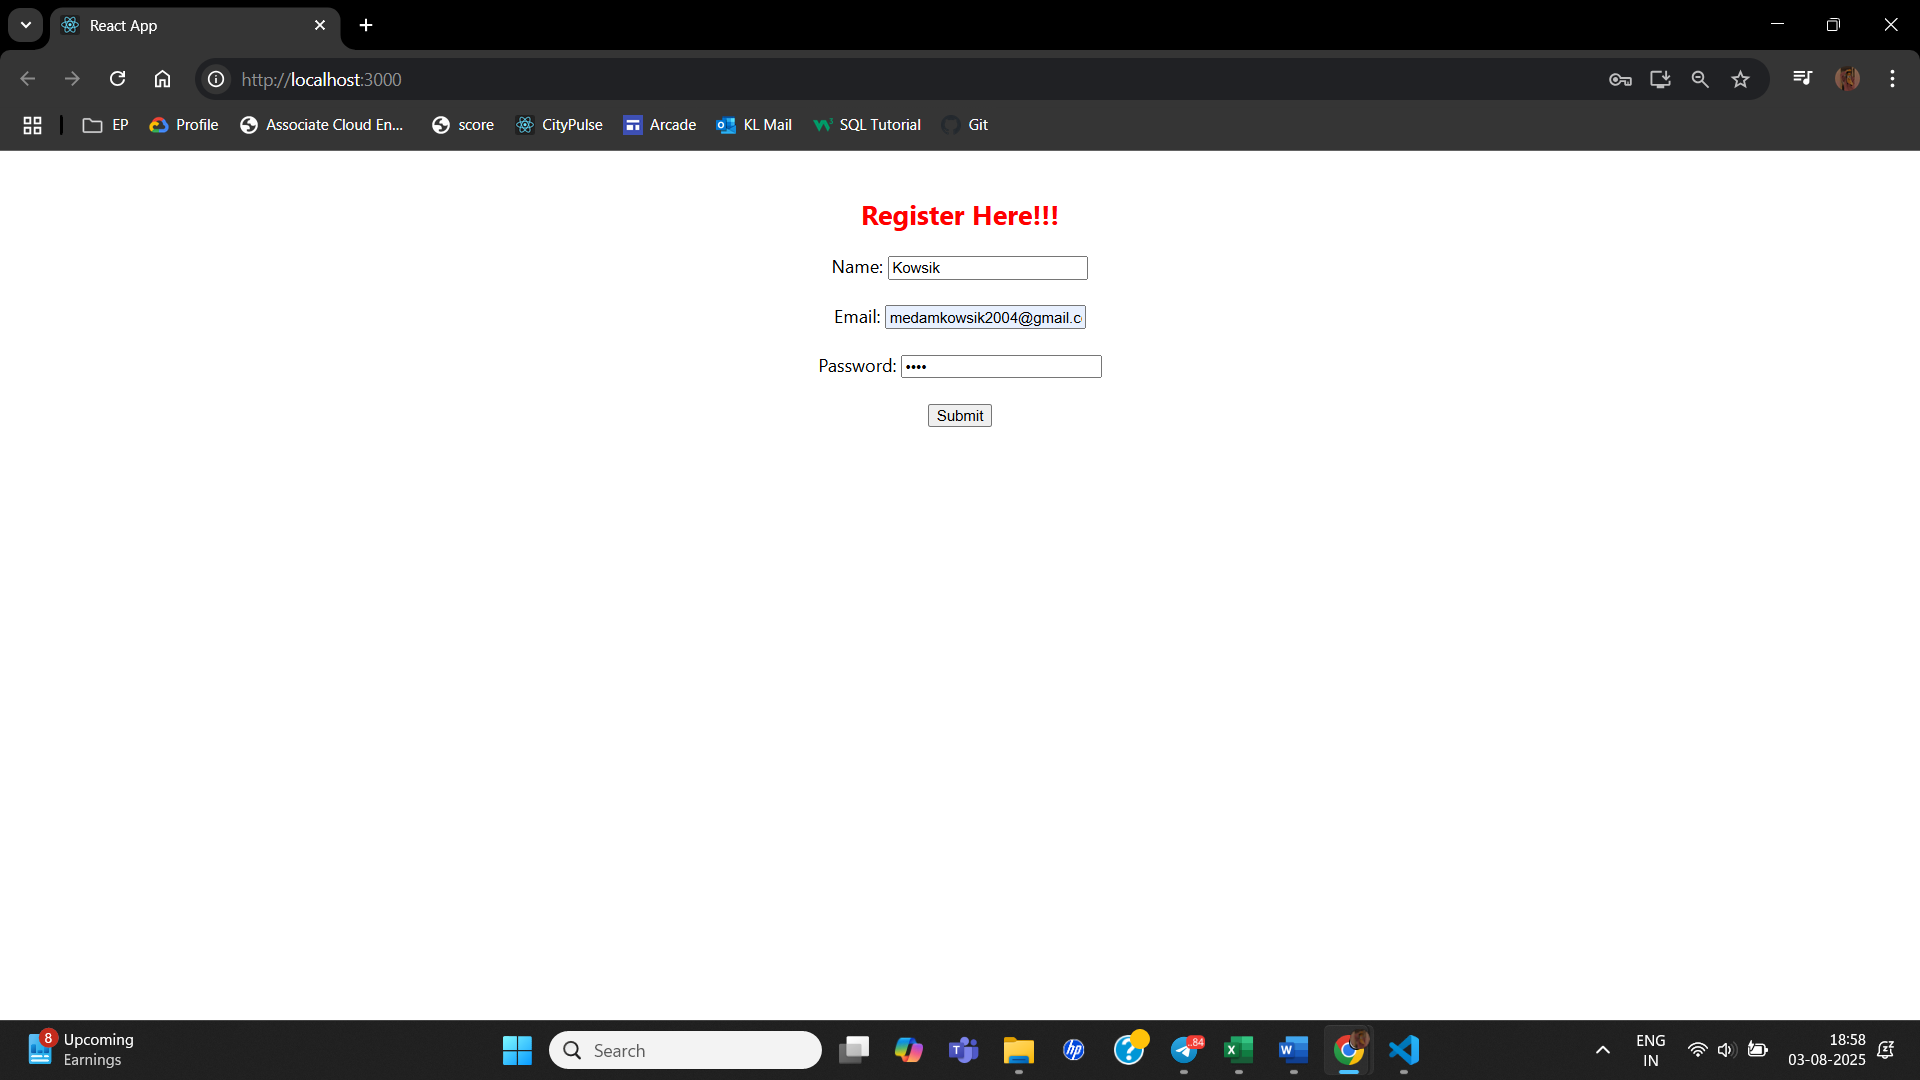 React App
http://localhost:3000
EP
Profile
Associate Cloud En...
score
CityPulse
Arcade
KL Mail
SQL Tutorial
Git
Register Here!!!
Name: Kowsik
Email: medamkowsik2004@gmail.c
Password: ••••
Submit
8
Upcoming
Earnings
Search
84
ENG
IN
18:58
03-08-2025